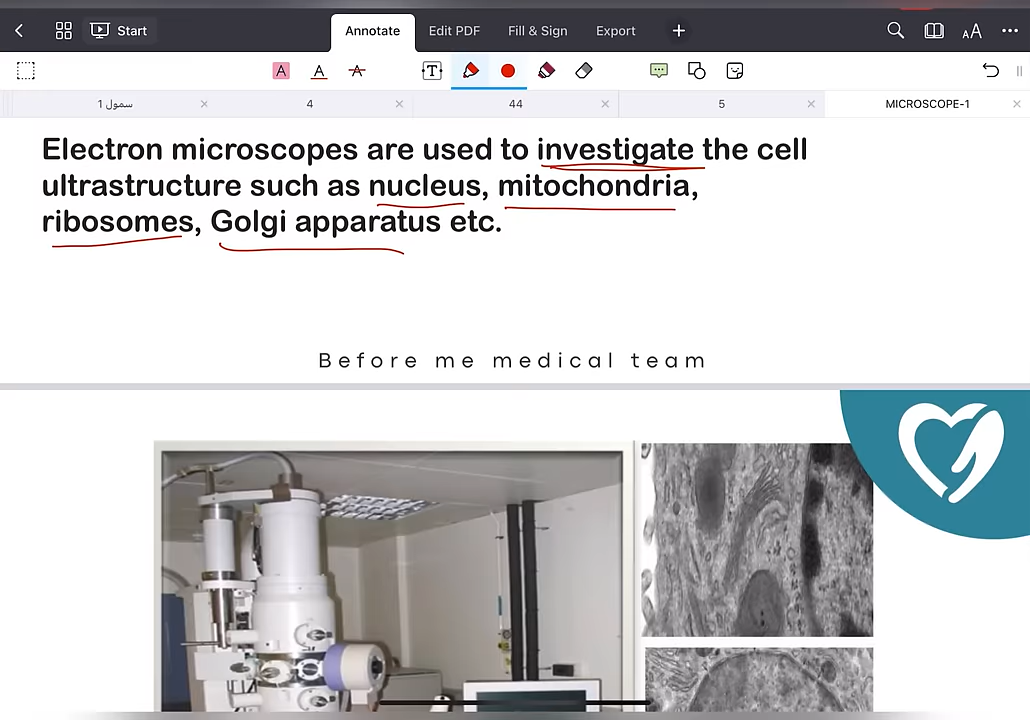 Start
Annotate
Edit PDF
Fill & Sign
Export
+
AA
A
A
A
T
سمول 1
4
44
5
MICROSCOPE-1
Electron microscopes are used to investigate the cell
ultrastructure such as nucleus, mitochondria,
ribosomes, Golgi apparatus etc.
Before me medical team